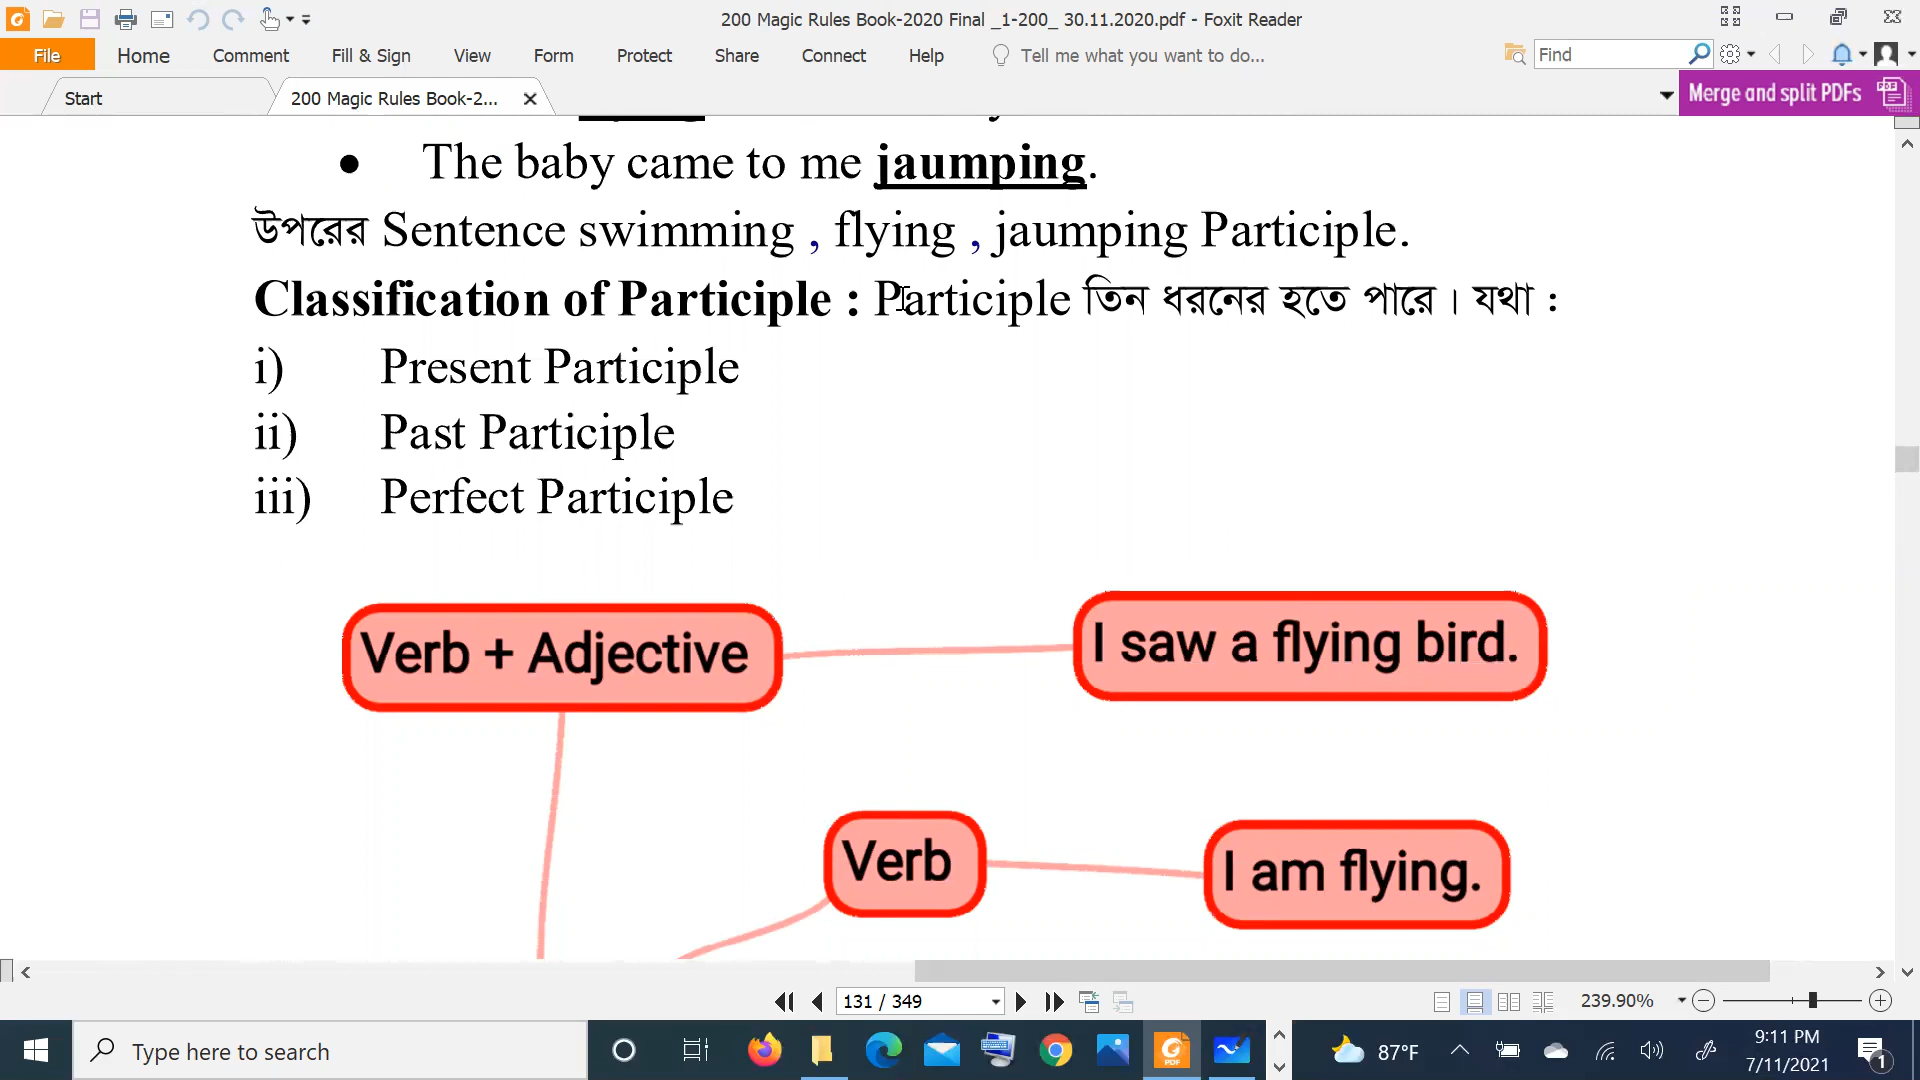 200 Magic Rules Book-2020 Final _1-200_ 30.11.2020.pdf - Foxit Reader
File Home Comment Fill & Sign View Form Protect Share Connect Help Tell me what you want to do... Find
Start 200 Magic Rules Book-2... Merge and split PDFs
The baby came to me jaumping.
উপরের Sentence swimming , flying , jaumping Participle.
Classification of Participle : Participle তিন ধরনের হতে পারে। যথা :
i) Present Participle
ii) Past Participle
iii) Perfect Participle
Verb + Adjective I saw a flying bird.
Verb I am flying.
131 / 349 239.90%
Type here to search 87°F 9:11 PM
7/11/2021 1